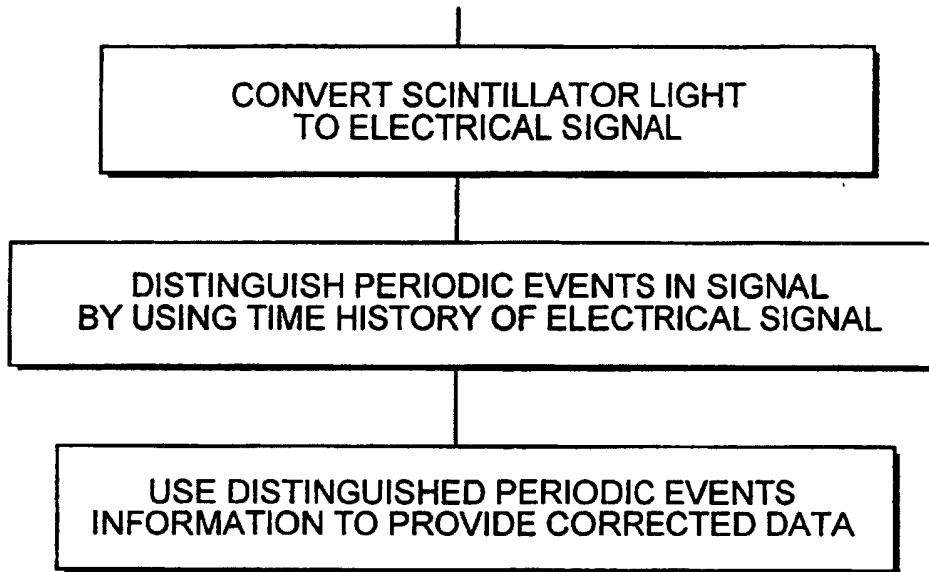 CONVERT SCINTILLATOR LIGHT
TO ELECTRICAL SIGNAL
DISTINGUISH PERIODIC EVENTS IN SIGNAL
BY USING TIME HISTORY OF ELECTRICAL SIGNAL
USE DISTINGUISHED PERIODIC EVENTS
INFORMATION TO PROVIDE CORRECTED DATA